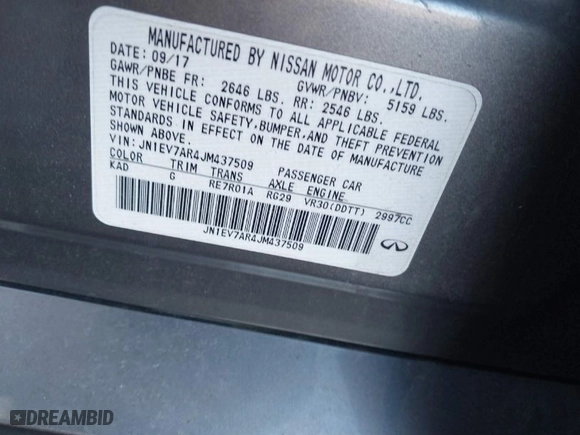 MANUFACTURED BY NISSAN MOTOR CO.,LTD.
DATE: 09/17 GVWR/PNBV: 5159 LBS.
GAWR/PNBE FR: 2646 LBS. RR: 2546 LBS.
THIS VEHICLE CONFORMS TO ALL APPLICABLE FEDERAL
MOTOR VEHICLE SAFETY,BUMPER,AND THEFT PREVENTION
STANDARDS IN EFFECT ON THE DATE OF MANUFACTURE
SHOWN ABOVE.
VIN: JN1EV7AR4JM437509 PASSENGER CAR
COLOR TRIM TRANS AXLE ENGINE
KAD G RE7R01A RG29 VR30(DDTT) 2997CC
JN1EV7AR4JM437509
DREAMBID